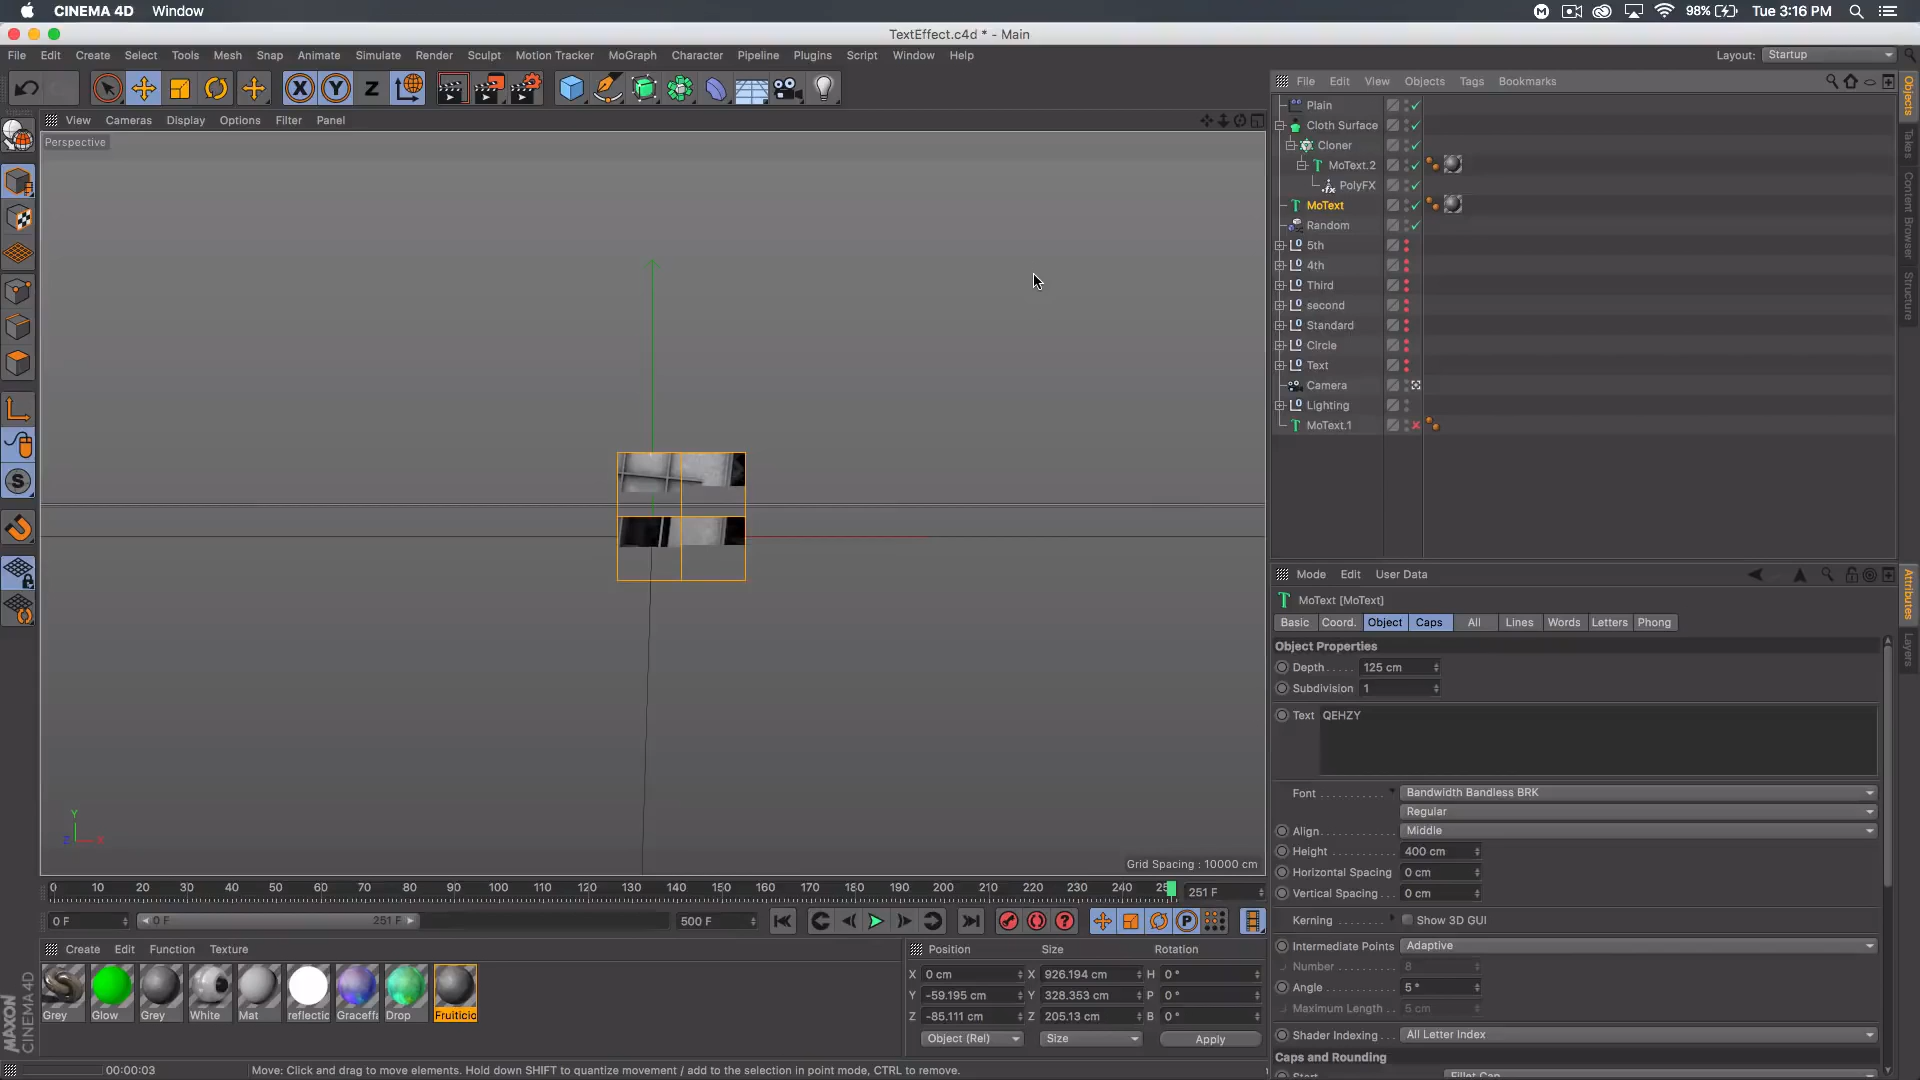 CINEMA 4D Window 98% Tue 3:16 PM
TextEffect.c4d * - Main
File Edit Create Select Tools Mesh Snap Animate Simulate Render Sculpt Motion Tracker MoGraph Character Pipeline Plugins Script Window Help Layout: Startup
X Y Z
File Edit View Objects Tags Bookmarks
View Cameras Display Options Filter Panel
Perspective
Plain
Cloth Surface
Cloner
MoText.2
PolyFX
MoText
Random
5th
4th
Third
second
Standard
Circle
Text
Camera
Lighting
MoText.1
Objects
Takes
Content Browser
Structure
Attributes
Layers
Mode Edit User Data
MoText [MoText]
Basic Coord. Object Caps All Lines Words Letters Phong
Object Properties
Depth 125 cm
Subdivision 1
Text QEHZY
Font Bandwidth Bandless BRK
Regular
Align Middle
Height 400 cm
Horizontal Spacing 0 cm
Vertical Spacing 0 cm
Kerning Show 3D GUI
Intermediate Points Adaptive
Number 8
Angle 5 °
Maximum Length 5 cm
Shader Indexing All Letter Index
Caps and Rounding
Start Fillet Cap
Y
Z X
Grid Spacing : 10000 cm
0 10 20 30 40 50 60 70 80 90 100 110 120 130 140 150 160 170 180 190 200 210 220 230 240 25 251 F
0 F 0 F 251 F 500 F
Create Edit Function Texture
Grey Glow Grey White Mat reflectic Graceffa Drop Fruiticio
Position Size Rotation
X 0 cm X 926.194 cm H 0 °
Y -59.195 cm Y 328.353 cm P 0 °
Z -85.111 cm Z 205.13 cm B 0 °
Object (Rel) Size Apply
MAXON CINEMA 4D
00:00:03 Move: Click and drag to move elements. Hold down SHIFT to quantize movement / add to the selection in point mode, CTRL to remove.